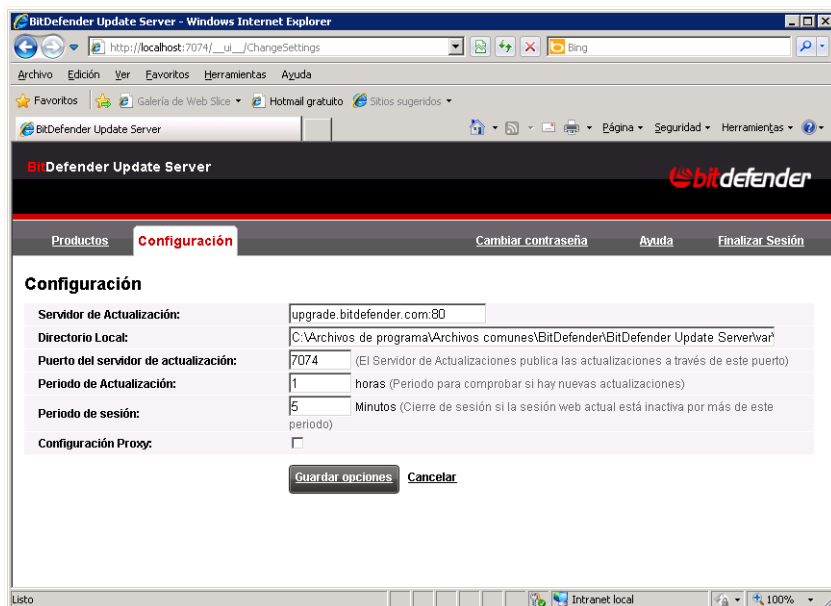 BitDefender Update Server - Windows Internet Explorer
http://localhost:7074/__ui__/ChangeSettings
Bing
Archivo Edición Ver Favoritos Herramientas Ayuda
Favoritos Galería de Web Slice Hotmail gratuito Sitios sugeridos
BitDefender Update Server Página Seguridad Herramientas
BitDefender Update Server
bitdefender
Productos Configuración Cambiar contraseña Ayuda Finalizar Sesión
Configuración
Servidor de Actualización: upgrade.bitdefender.com:80
Directorio Local: C:\Archivos de programa\Archivos comunes\BitDefender\BitDefender Update Server\var\
Puerto del servidor de actualización: 7074 (El Servidor de Actualizaciones publica las actualizaciones a través de este puerto)
Periodo de Actualización: 1 horas (Periodo para comprobar si hay nuevas actualizaciones)
Periodo de sesión: 5 Minutos (Cierre de sesión si la sesión web actual está inactiva por más de este
periodo)
Configuración Proxy:
Guardar opciones Cancelar
Listo Intranet local 100%